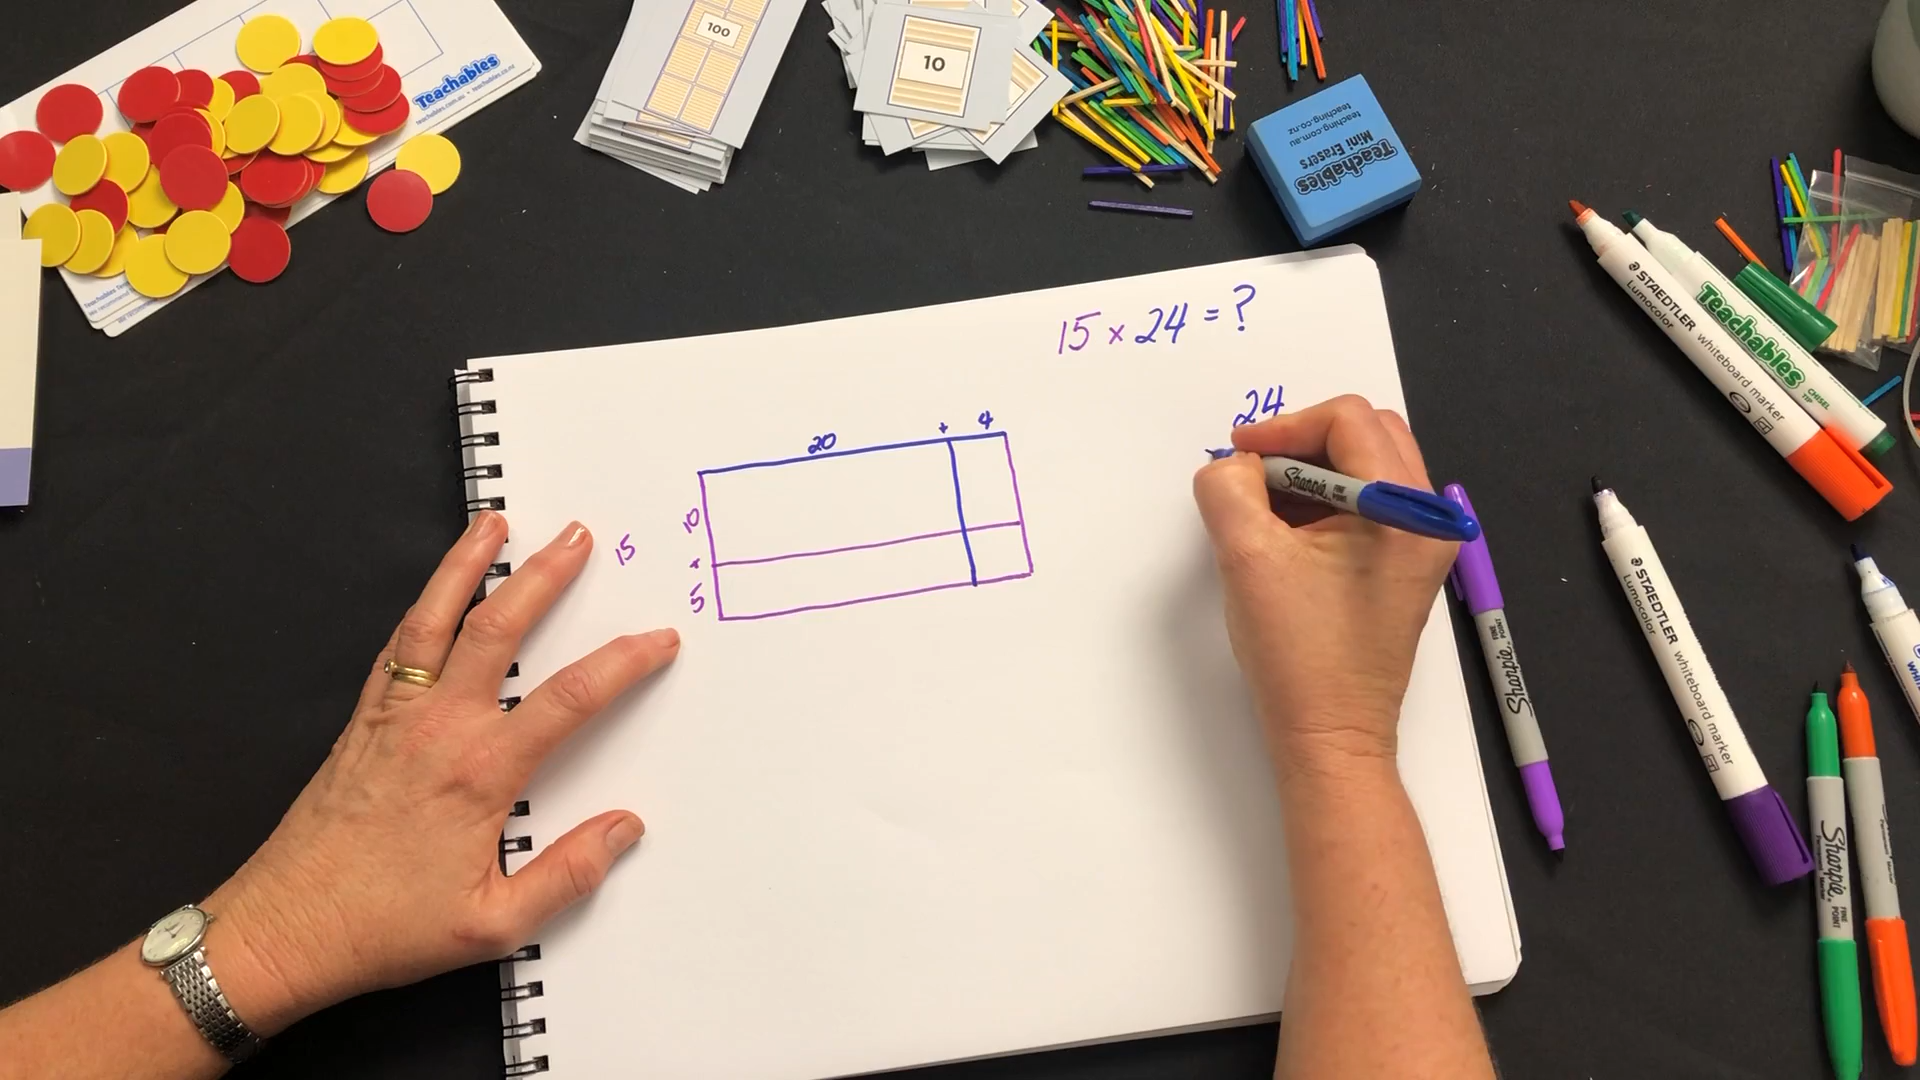 Teachables
teachables.com.au • teachables.co.nz
100
10
Teachables
Mini Erasers
teaching.com.au
teaching.co.nz
15 × 24 = ?
24
20 + 4
10
+
5
15
Sharpie
FINE
POINT
Sharpie
FINE
POINT
STAEDTLER
Lumocolor
whiteboard marker
Teachables
CHISEL
TIP
STAEDTLER
Lumocolor
whiteboard marker
Sharpie
FINE
POINT